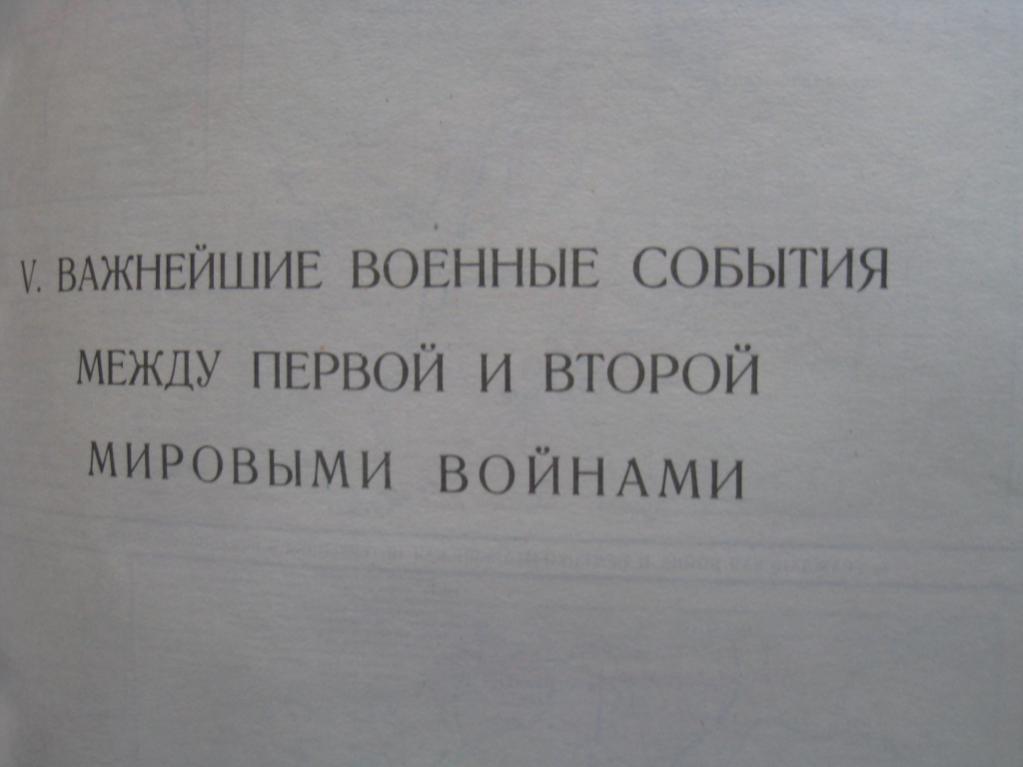 V. ВАЖНЕЙШИЕ ВОЕННЫЕ СОБЫТИЯ
МЕЖДУ ПЕРВОЙ И ВТОРОЙ
МИРОВЫМИ ВОЙНАМИ